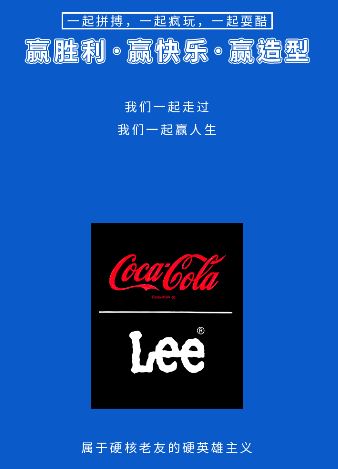 一起拼搏，一起疯玩，一起耍酷
赢胜利·赢快乐·赢造型
我们一起走过
我们一起赢人生
Coca-Cola
Lee®
属于硬核老友的硬英雄主义